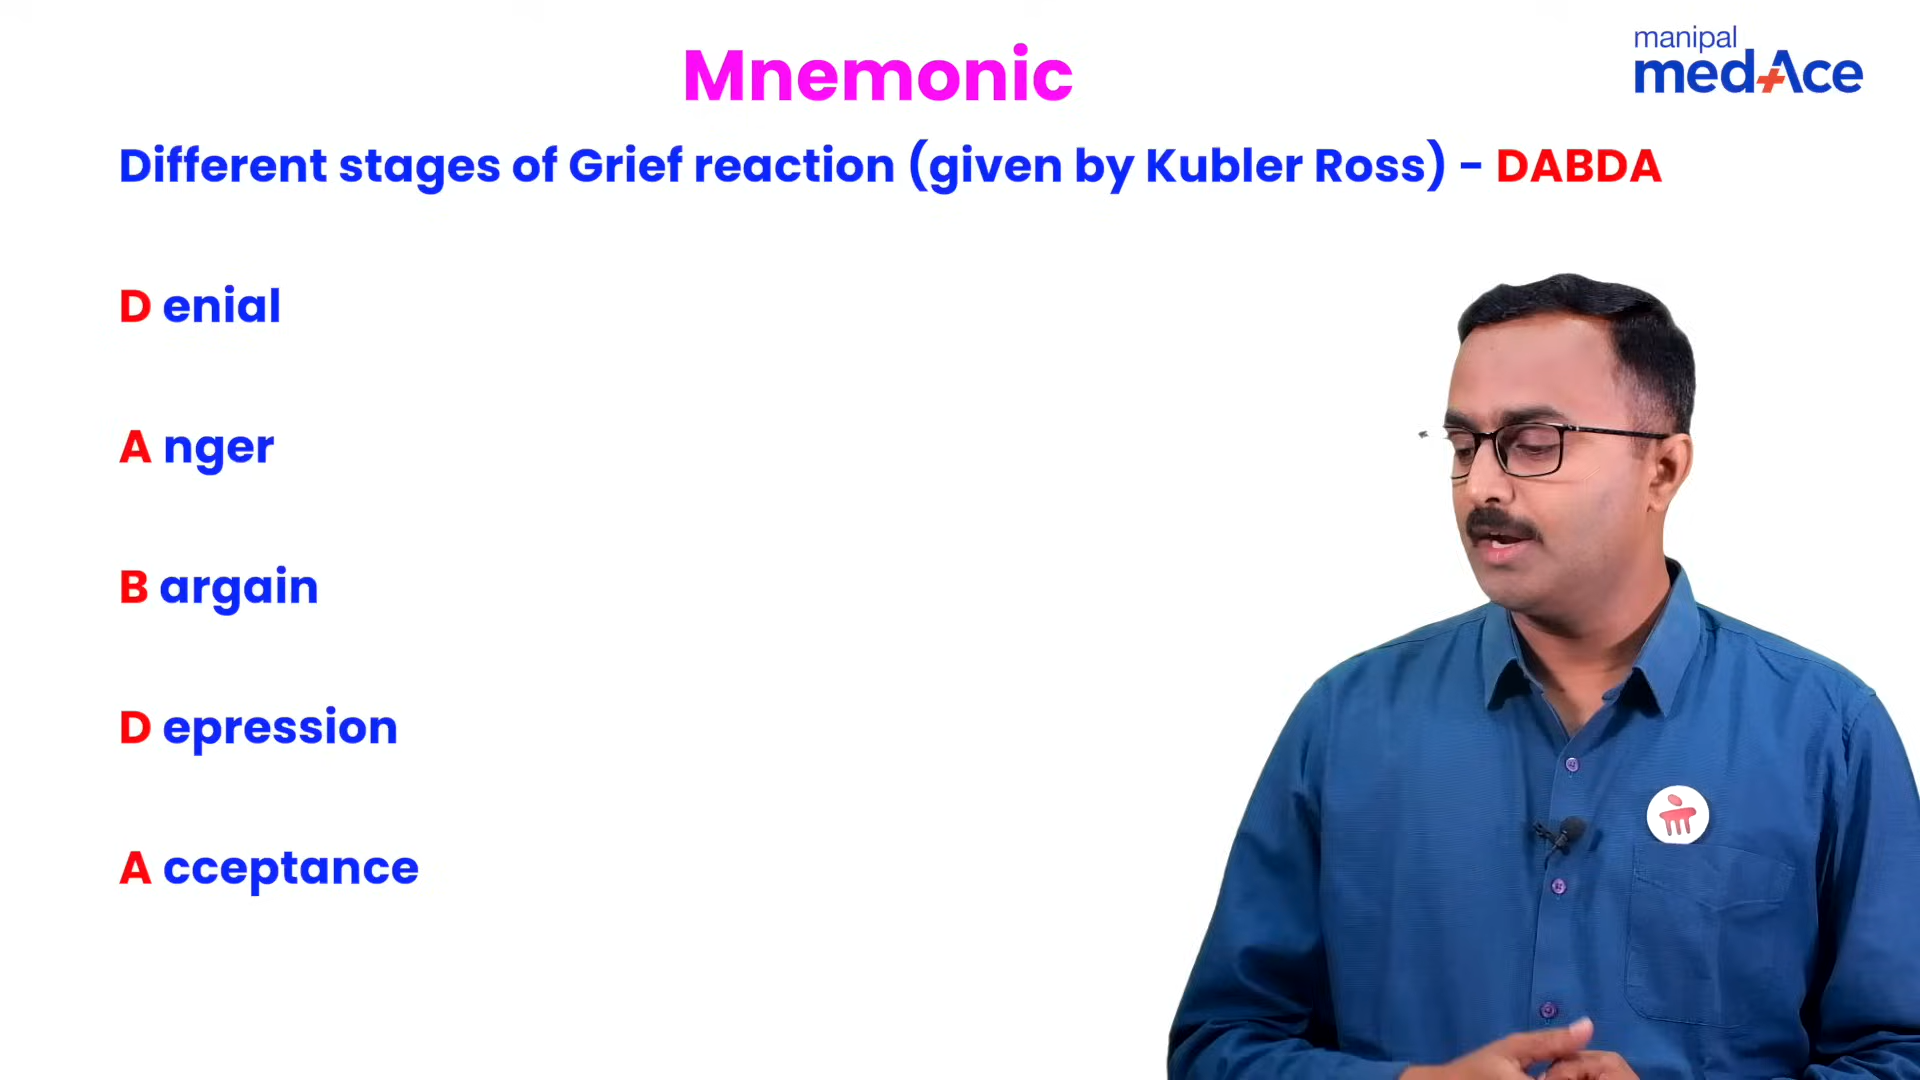 Mnemonic
manipal
medAce
Different stages of Grief reaction (given by Kubler Ross) - DABDA
D enial
A nger
B argain
D epression
A cceptance